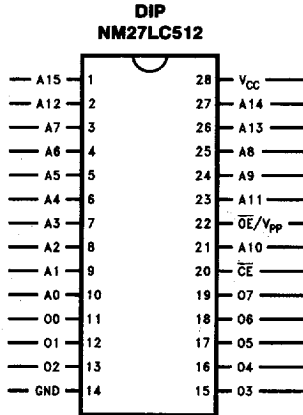 DIP
NM27LC512
A15 1 28 VCC
A12 2 27 A14
A7 3 26 A13
A6 4 25 A8
A5 5 24 A9
A4 6 23 A11
A3 7 22 O̅E̅/VPP
A2 8 21 A10
A1 9 20 C̅E̅
A0 10 19 O7
O0 11 18 O6
O1 12 17 O5
O2 13 16 O4
GND 14 15 O3